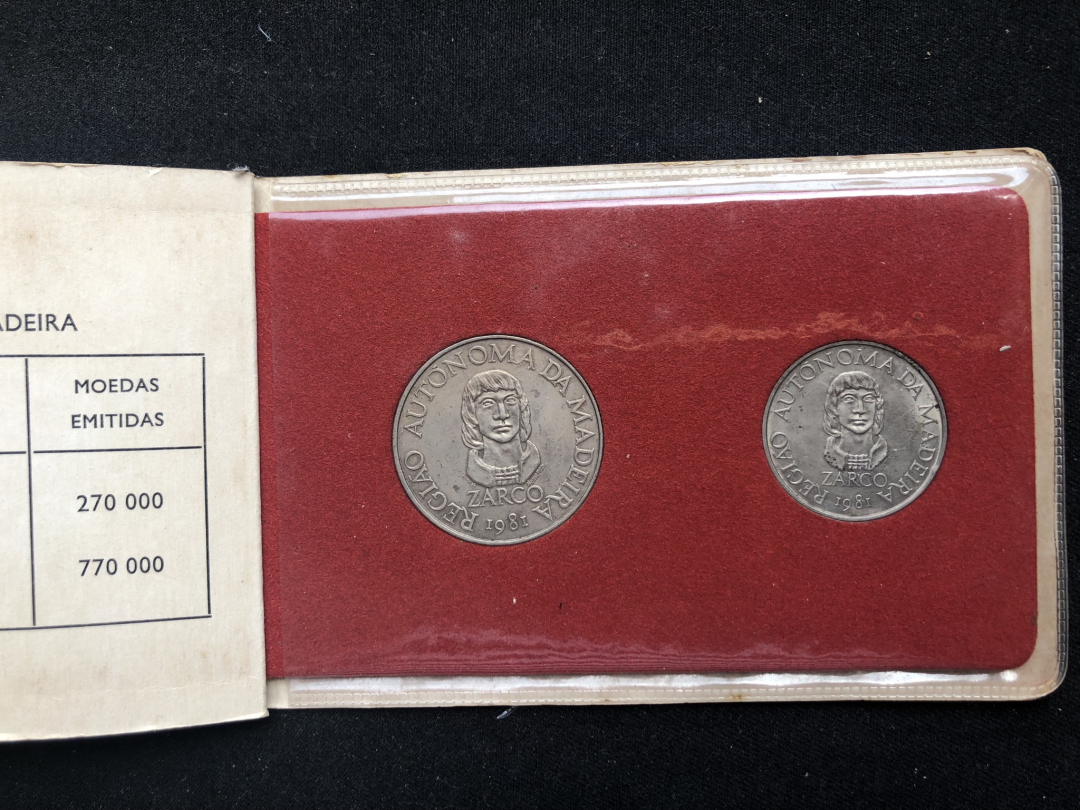 ADEIRA
MOEDAS
EMITIDAS
270 000
770 000
REGIÃO AUTÓNOMA DA MADEIRA
ZARCO
1981
REGIÃO AUTÓNOMA DA MADEIRA
ZARCO
1981